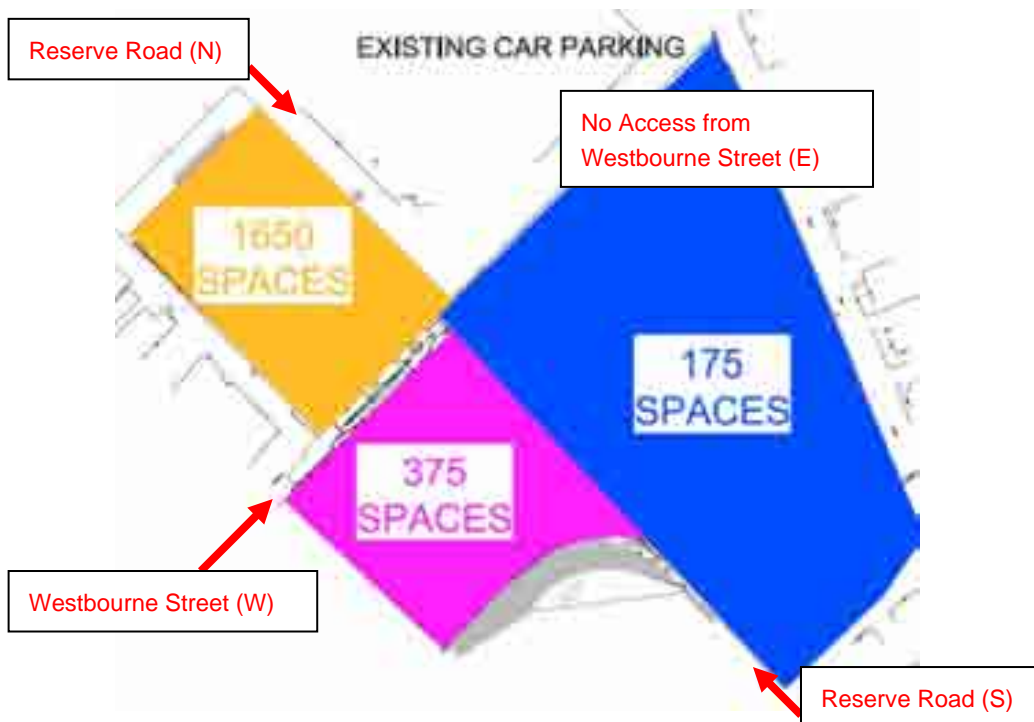 Reserve Road (N)
EXISTING CAR PARKING
No Access from
Westbourne Street (E)
1650
SPACES
175
SPACES
375
SPACES
Westbourne Street (W)
Reserve Road (S)